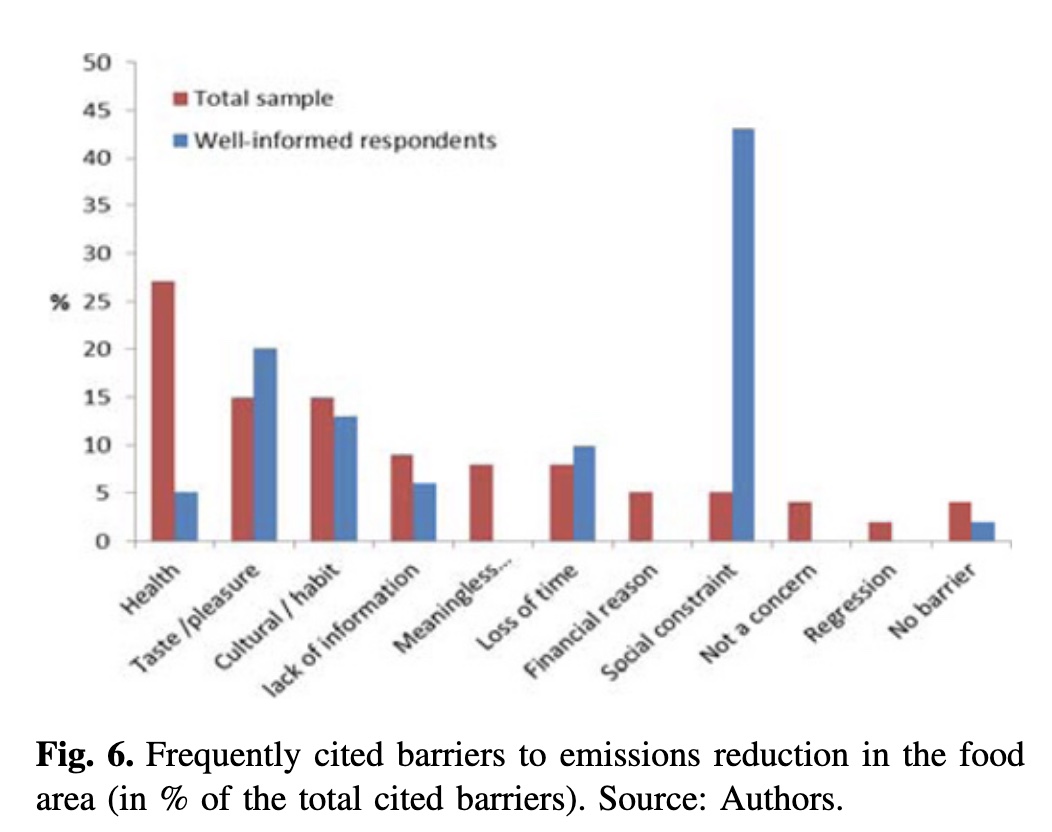 50
Total sample
45
Well-informed respondents
40
35
30
% 25
20
15
10
5
0
Health
Taste /pleasure
Cultural / habit
lack of information
Meaningless...
Loss of time
Financial reason
Social constraint
Not a concern
Regression
No barrier
Fig. 6. Frequently cited barriers to emissions reduction in the food
area (in % of the total cited barriers). Source: Authors.